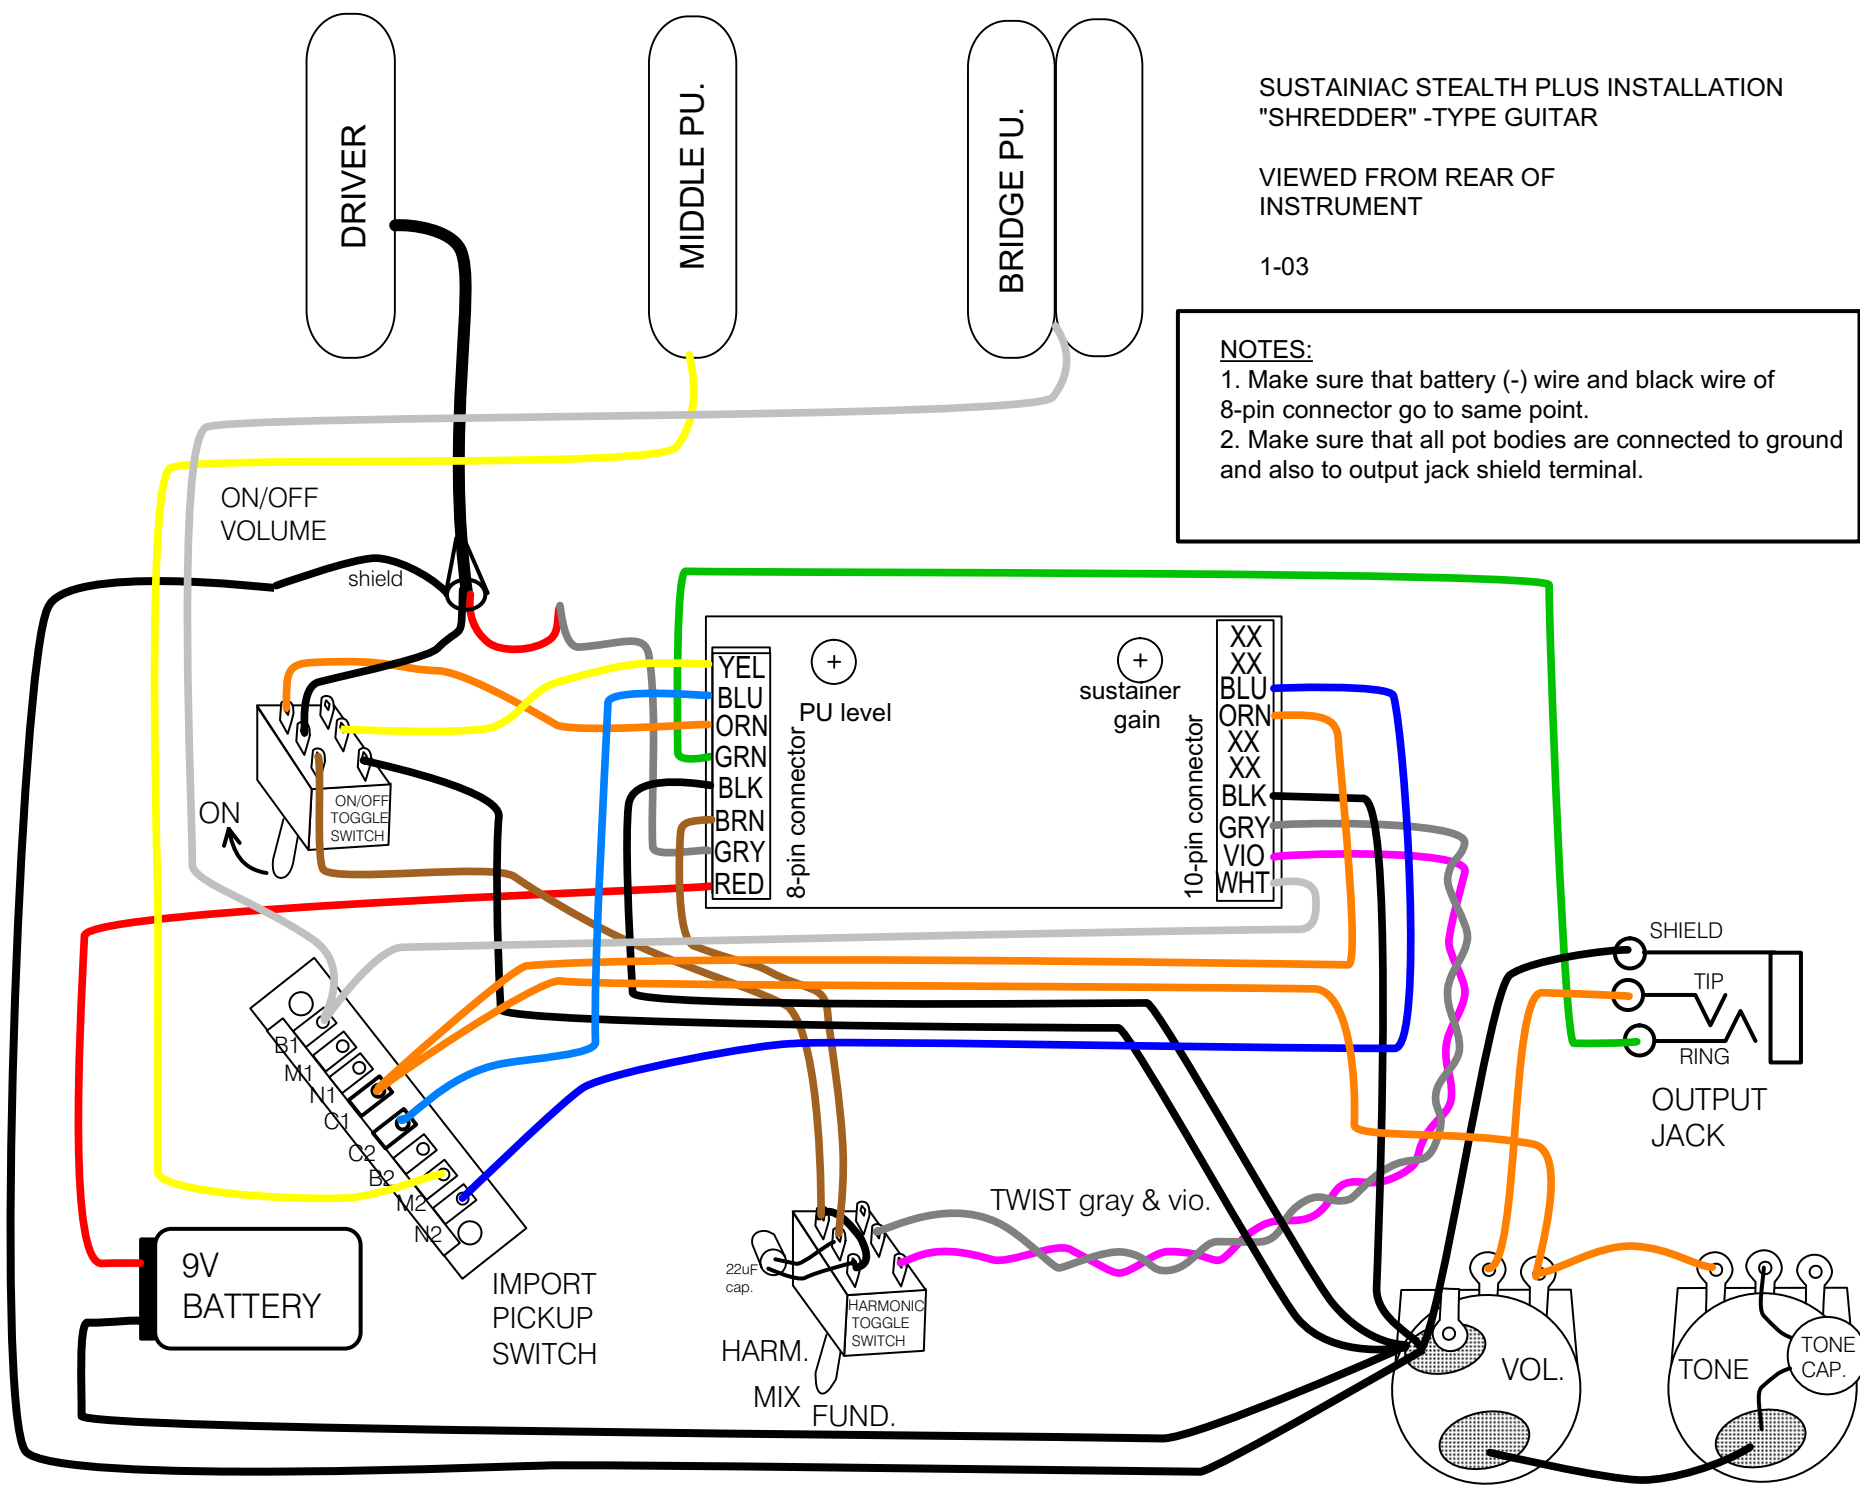 DRIVER
MIDDLE PU.
BRIDGE PU.
SUSTAINIAC STEALTH PLUS INSTALLATION
"SHREDDER" -TYPE GUITAR
VIEWED FROM REAR OF
INSTRUMENT
1-03
NOTES:
1. Make sure that battery (-) wire and black wire of
8-pin connector go to same point.
2. Make sure that all pot bodies are connected to ground
and also to output jack shield terminal.
ON/OFF
VOLUME
shield
YEL
BLU
ORN
GRN
BLK
BRN
GRY
RED
8-pin connector
+
PU level
+
sustainer
gain
10-pin connector
XX
XX
BLU
ORN
XX
XX
BLK
GRY
VIO
WHT
ON
ON/OFF
TOGGLE
SWITCH
SHIELD
TIP
RING
OUTPUT
JACK
B1
M1
N1
C1
C2
B2
M2
N2
IMPORT
PICKUP
SWITCH
9V
BATTERY
TWIST gray & vio.
22uF
cap.
HARMONIC
TOGGLE
SWITCH
HARM.
MIX
FUND.
VOL.
TONE
TONE
CAP.